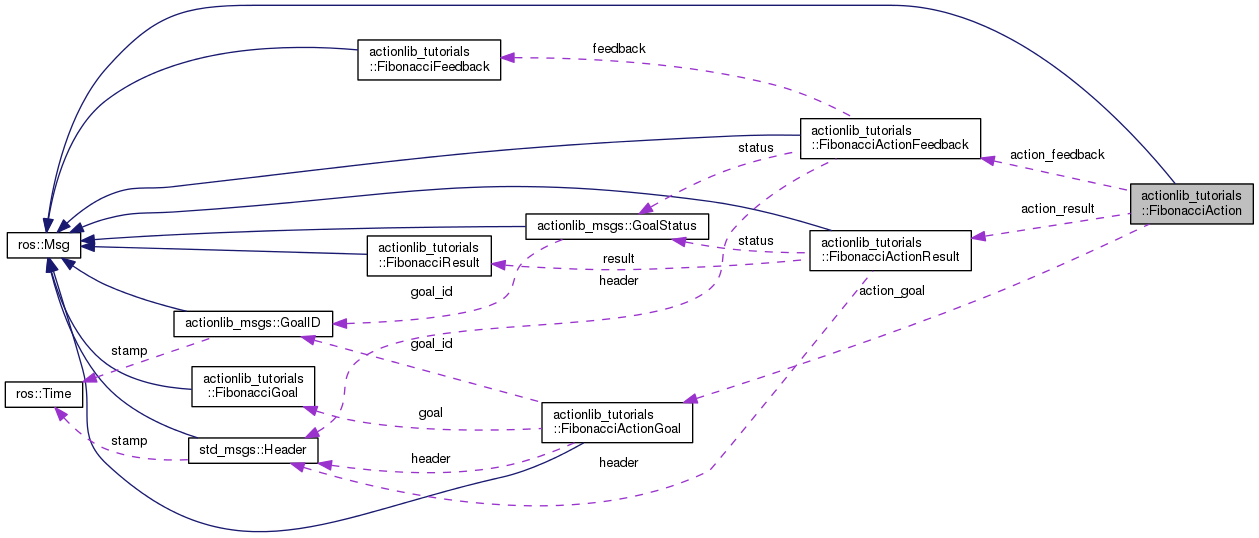 feedback
actionlib_tutorials
::FibonacciFeedback
actionlib_tutorials
::FibonacciActionFeedback
status
action_feedback
actionlib_tutorials
::FibonacciAction
action_result
actionlib_msgs::GoalStatus
ros::Msg
actionlib_tutorials
::FibonacciResult
status
actionlib_tutorials
::FibonacciActionResult
result
header
goal_id
action_goal
actionlib_msgs::GoalID
goal_id
stamp
ros::Time
actionlib_tutorials
::FibonacciGoal
goal
actionlib_tutorials
::FibonacciActionGoal
stamp
std_msgs::Header
header
header